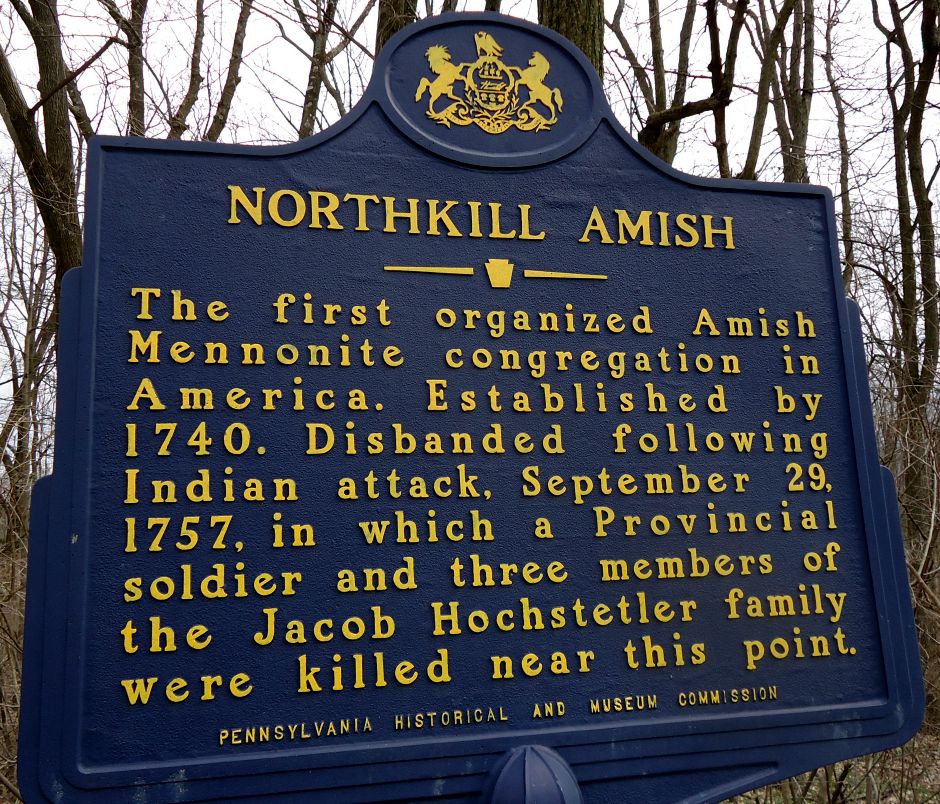 NORTHKILL AMISH
The first organized Amish
Mennonite congregation in
America. Established by
1740. Disbanded following
Indian attack, September 29,
1757, in which a Provincial
soldier and three members of
the Jacob Hochstetler family
were killed near this point.
PENNSYLVANIA HISTORICAL AND MUSEUM COMMISSION